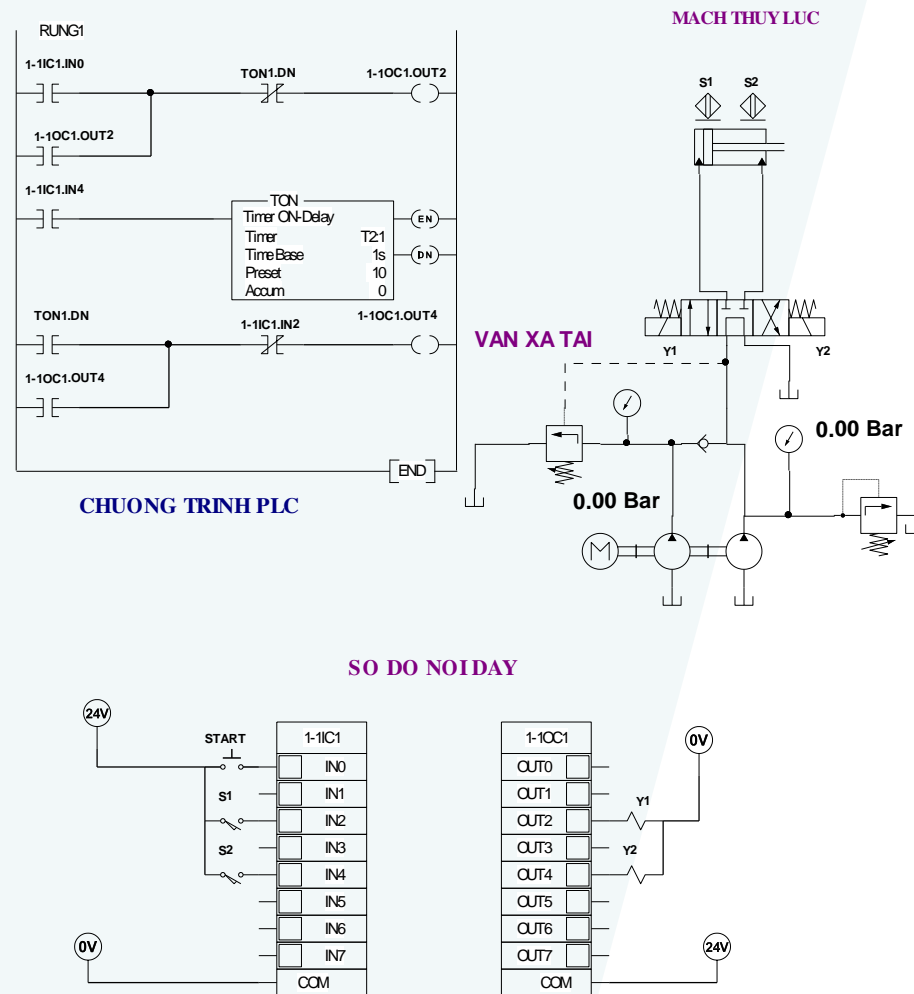 MACH THUY LUC
RUNG1
1-1IC1.IN0
TON1.DN
1-1OC1.OUT2
1-1OC1.OUT2
1-1IC1.IN4
TON
Timer ON-Delay
Timer T2:1
Time Base 1s
Preset 10
Accum 0
EN
DN
TON1.DN
1-1IC1.IN2
1-1OC1.OUT4
1-1OC1.OUT4
END
CHUONG TRINH PLC
S1 S2
Y1 Y2
VAN XA TAI
0.00 Bar
0.00 Bar
M
SO DO NOI DAY
24V
START
S1
S2
0V
1-1IC1
IN0
IN1
IN2
IN3
IN4
IN5
IN6
IN7
COM
1-1OC1
OUT0
OUT1
OUT2
OUT3
OUT4
OUT5
OUT6
OUT7
COM
0V
Y1
Y2
24V